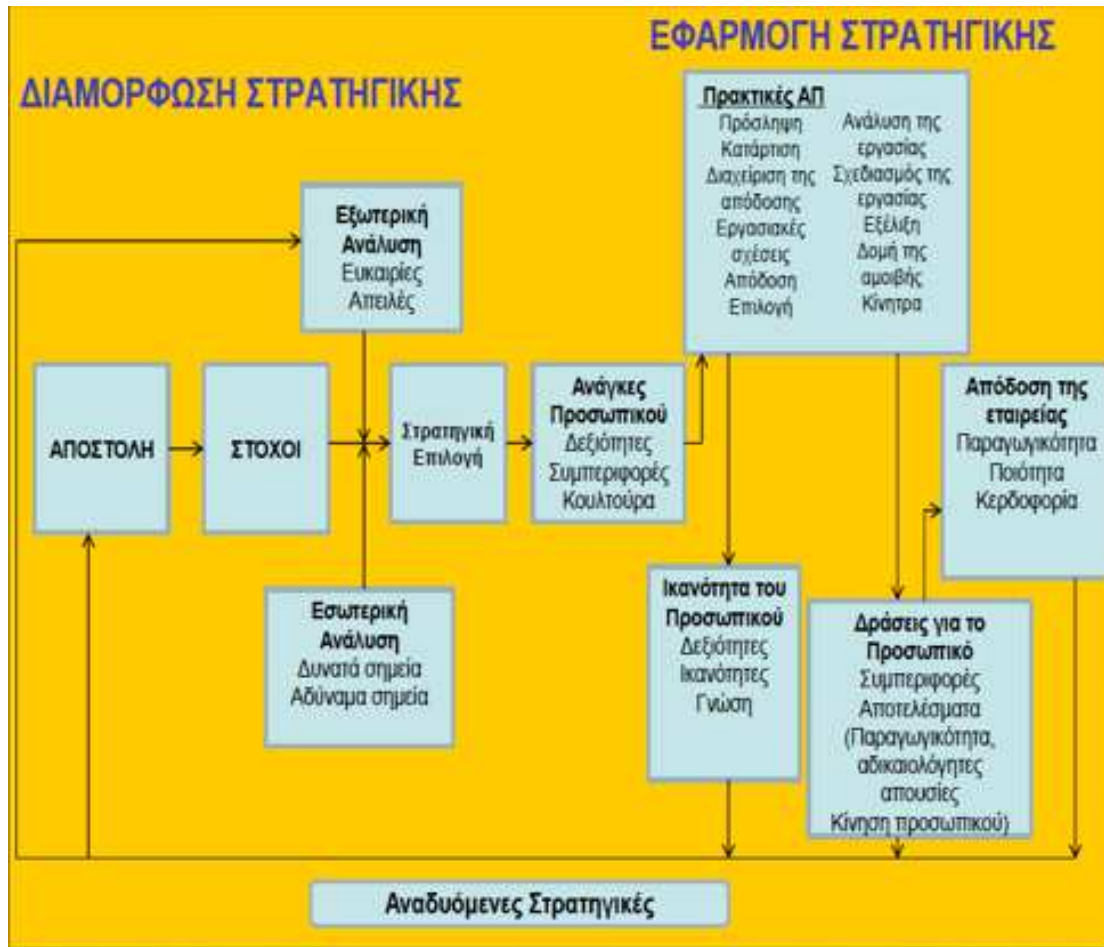 ΕΦΑΡΜΟΓΗ ΣΤΡΑΤΗΓΙΚΗΣ
ΔΙΑΜΟΡΦΩΣΗ ΣΤΡΑΤΗΓΙΚΗΣ
Πρακτικές ΑΠ
Πρόσληψη
Κατάρτιση
Διαχείριση της
απόδοσης
Εργασιακές
σχέσεις
Απόδοση
Επιλογή
Ανάλυση της
εργασίας
Σχεδιασμός της
εργασίας
Εξέλιξη
Δομή της
αμοιβής
Κίνητρα
Εξωτερική
Ανάλυση
Ευκαιρίες
Απειλές
ΑΠΟΣΤΟΛΗ
ΣΤΟΧΟΙ
Στρατηγική
Επιλογή
Ανάγκες
Προσωπικού
Δεξιότητες
Συμπεριφορές
Κουλτούρα
Απόδοση της
εταιρείας
Παραγωγικότητα
Ποιότητα
Κερδοφορία
Εσωτερική
Ανάλυση
Δυνατά σημεία
Αδύναμα σημεία
Ικανότητα του
Προσωπικού
Δεξιότητες
Ικανότητες
Γνώση
Δράσεις για το
Προσωπικό
Συμπεριφορές
Αποτελέσματα
(Παραγωγικότητα,
αδικαιολόγητες
απουσίες
Κίνηση προσωπικού)
Αναδυόμενες Στρατηγικές